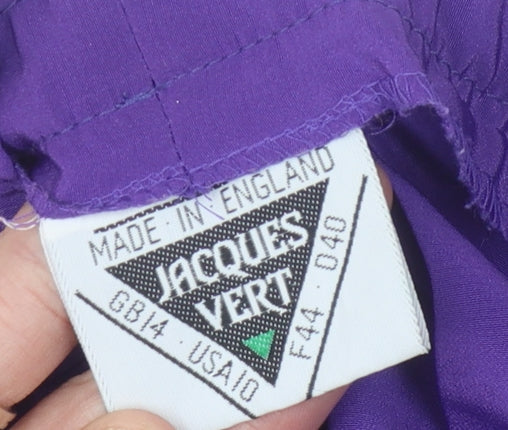 MADE · IN ENGLAND
JACQUES
VERT
GB14 · USA10
F44 · D40